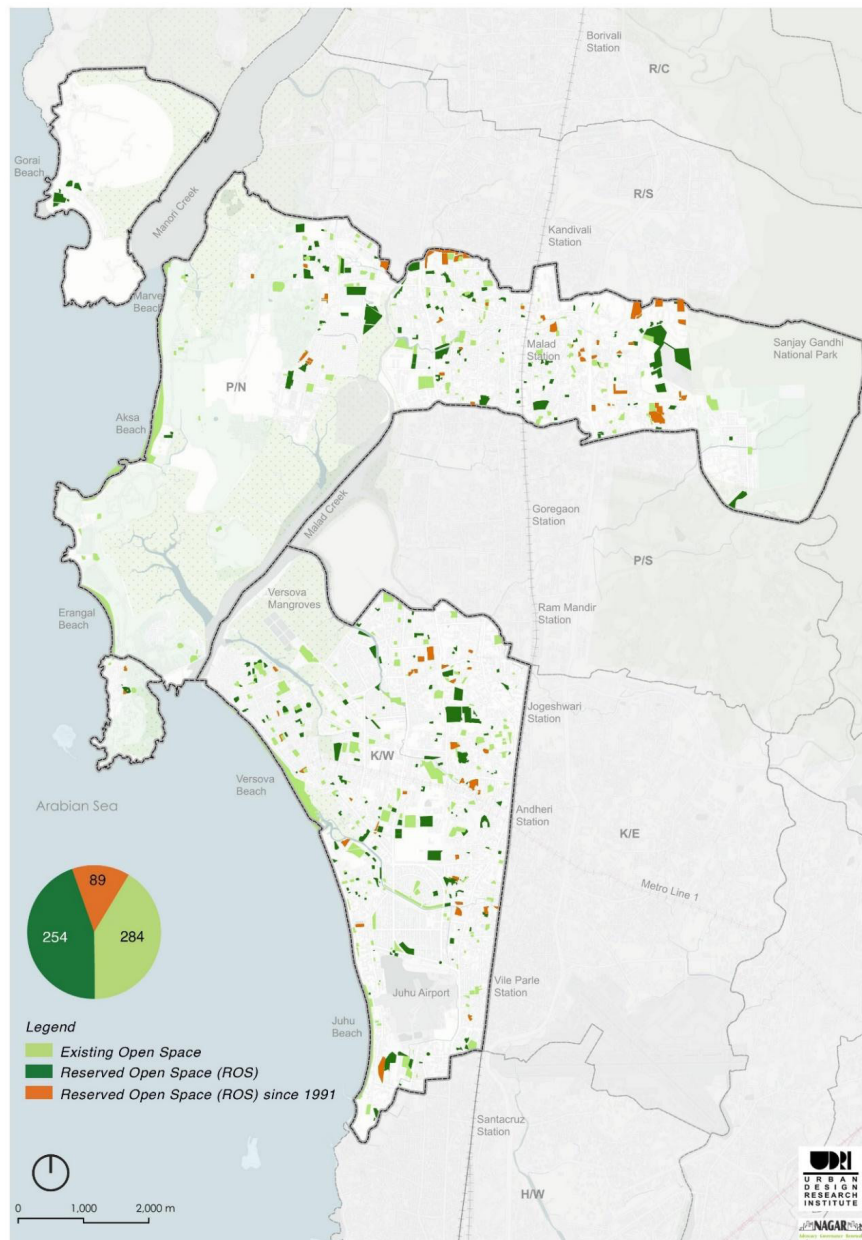 Borivali
Station
R/C
Gorai
Beach
Manori Creek
R/S
Kandivali
Station
Marve
Beach
Malad
Station
Sanjay Gandhi
National Park
P/N
Aksa
Beach
Malad Creek
Goregaon
Station
P/S
Versova
Mangroves
Erangal
Beach
Ram Mandir
Station
Jogeshwari
Station
K/W
Versova
Beach
Arabian Sea
Andheri
Station
K/E
Metro Line 1
89
254
284
Vile Parle
Station
Juhu Airport
Juhu
Beach
Legend
Existing Open Space
Reserved Open Space (ROS)
Reserved Open Space (ROS) since 1991
Santacruz
Station
H/W
0 1,000 2,000 m
UDRI
URBAN
DESIGN
RESEARCH
INSTITUTE
NAGAR